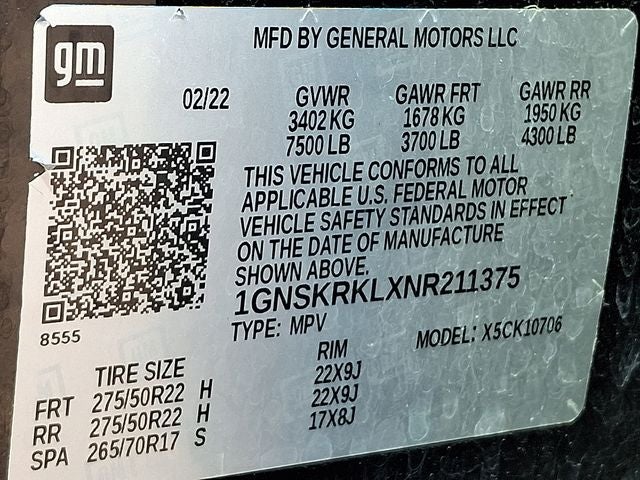 gm
MFD BY GENERAL MOTORS LLC
02/22 GVWR GAWR FRT GAWR RR
3402 KG 1678 KG 1950 KG
7500 LB 3700 LB 4300 LB
THIS VEHICLE CONFORMS TO ALL
APPLICABLE U.S. FEDERAL MOTOR
VEHICLE SAFETY STANDARDS IN EFFECT
ON THE DATE OF MANUFACTURE
SHOWN ABOVE.
1GNSKRKLXNR211375
8555
TYPE: MPV MODEL: X5CK10706
TIRE SIZE RIM
FRT 275/50R22 H 22X9J
RR 275/50R22 H 22X9J
SPA 265/70R17 S 17X8J